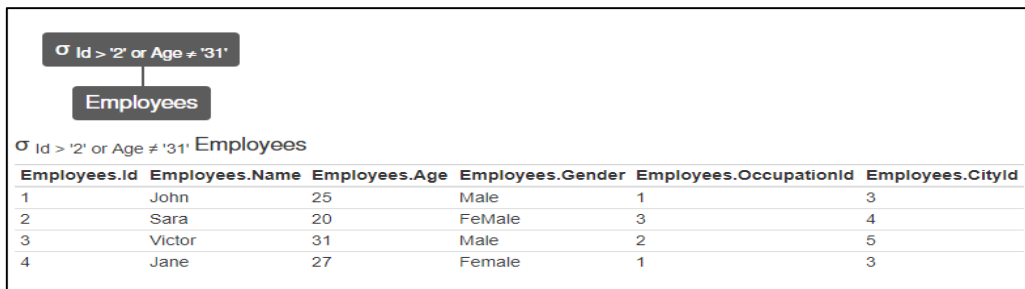 σ Id > '2' or Age ≠ '31'
Employees
σ Id > '2' or Age ≠ '31' Employees
Employees.Id Employees.Name Employees.Age Employees.Gender Employees.OccupationId Employees.CityId
1 John 25 Male 1 3
2 Sara 20 FeMale 3 4
3 Victor 31 Male 2 5
4 Jane 27 Female 1 3